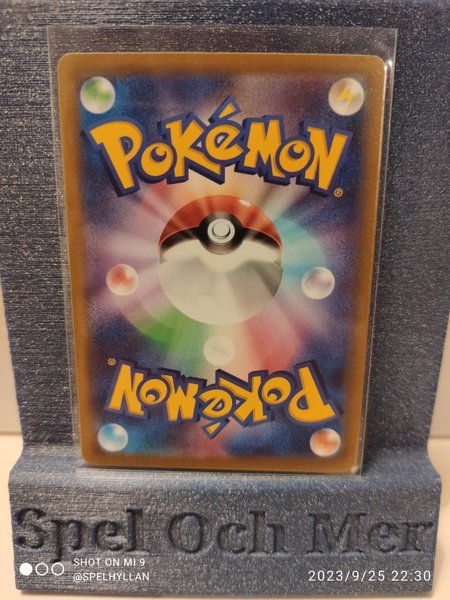 POKéMON®
POKéMON®
Spel Och Mer
SHOT ON MI 9
@SPELHYLLAN
2023/9/25 22:30